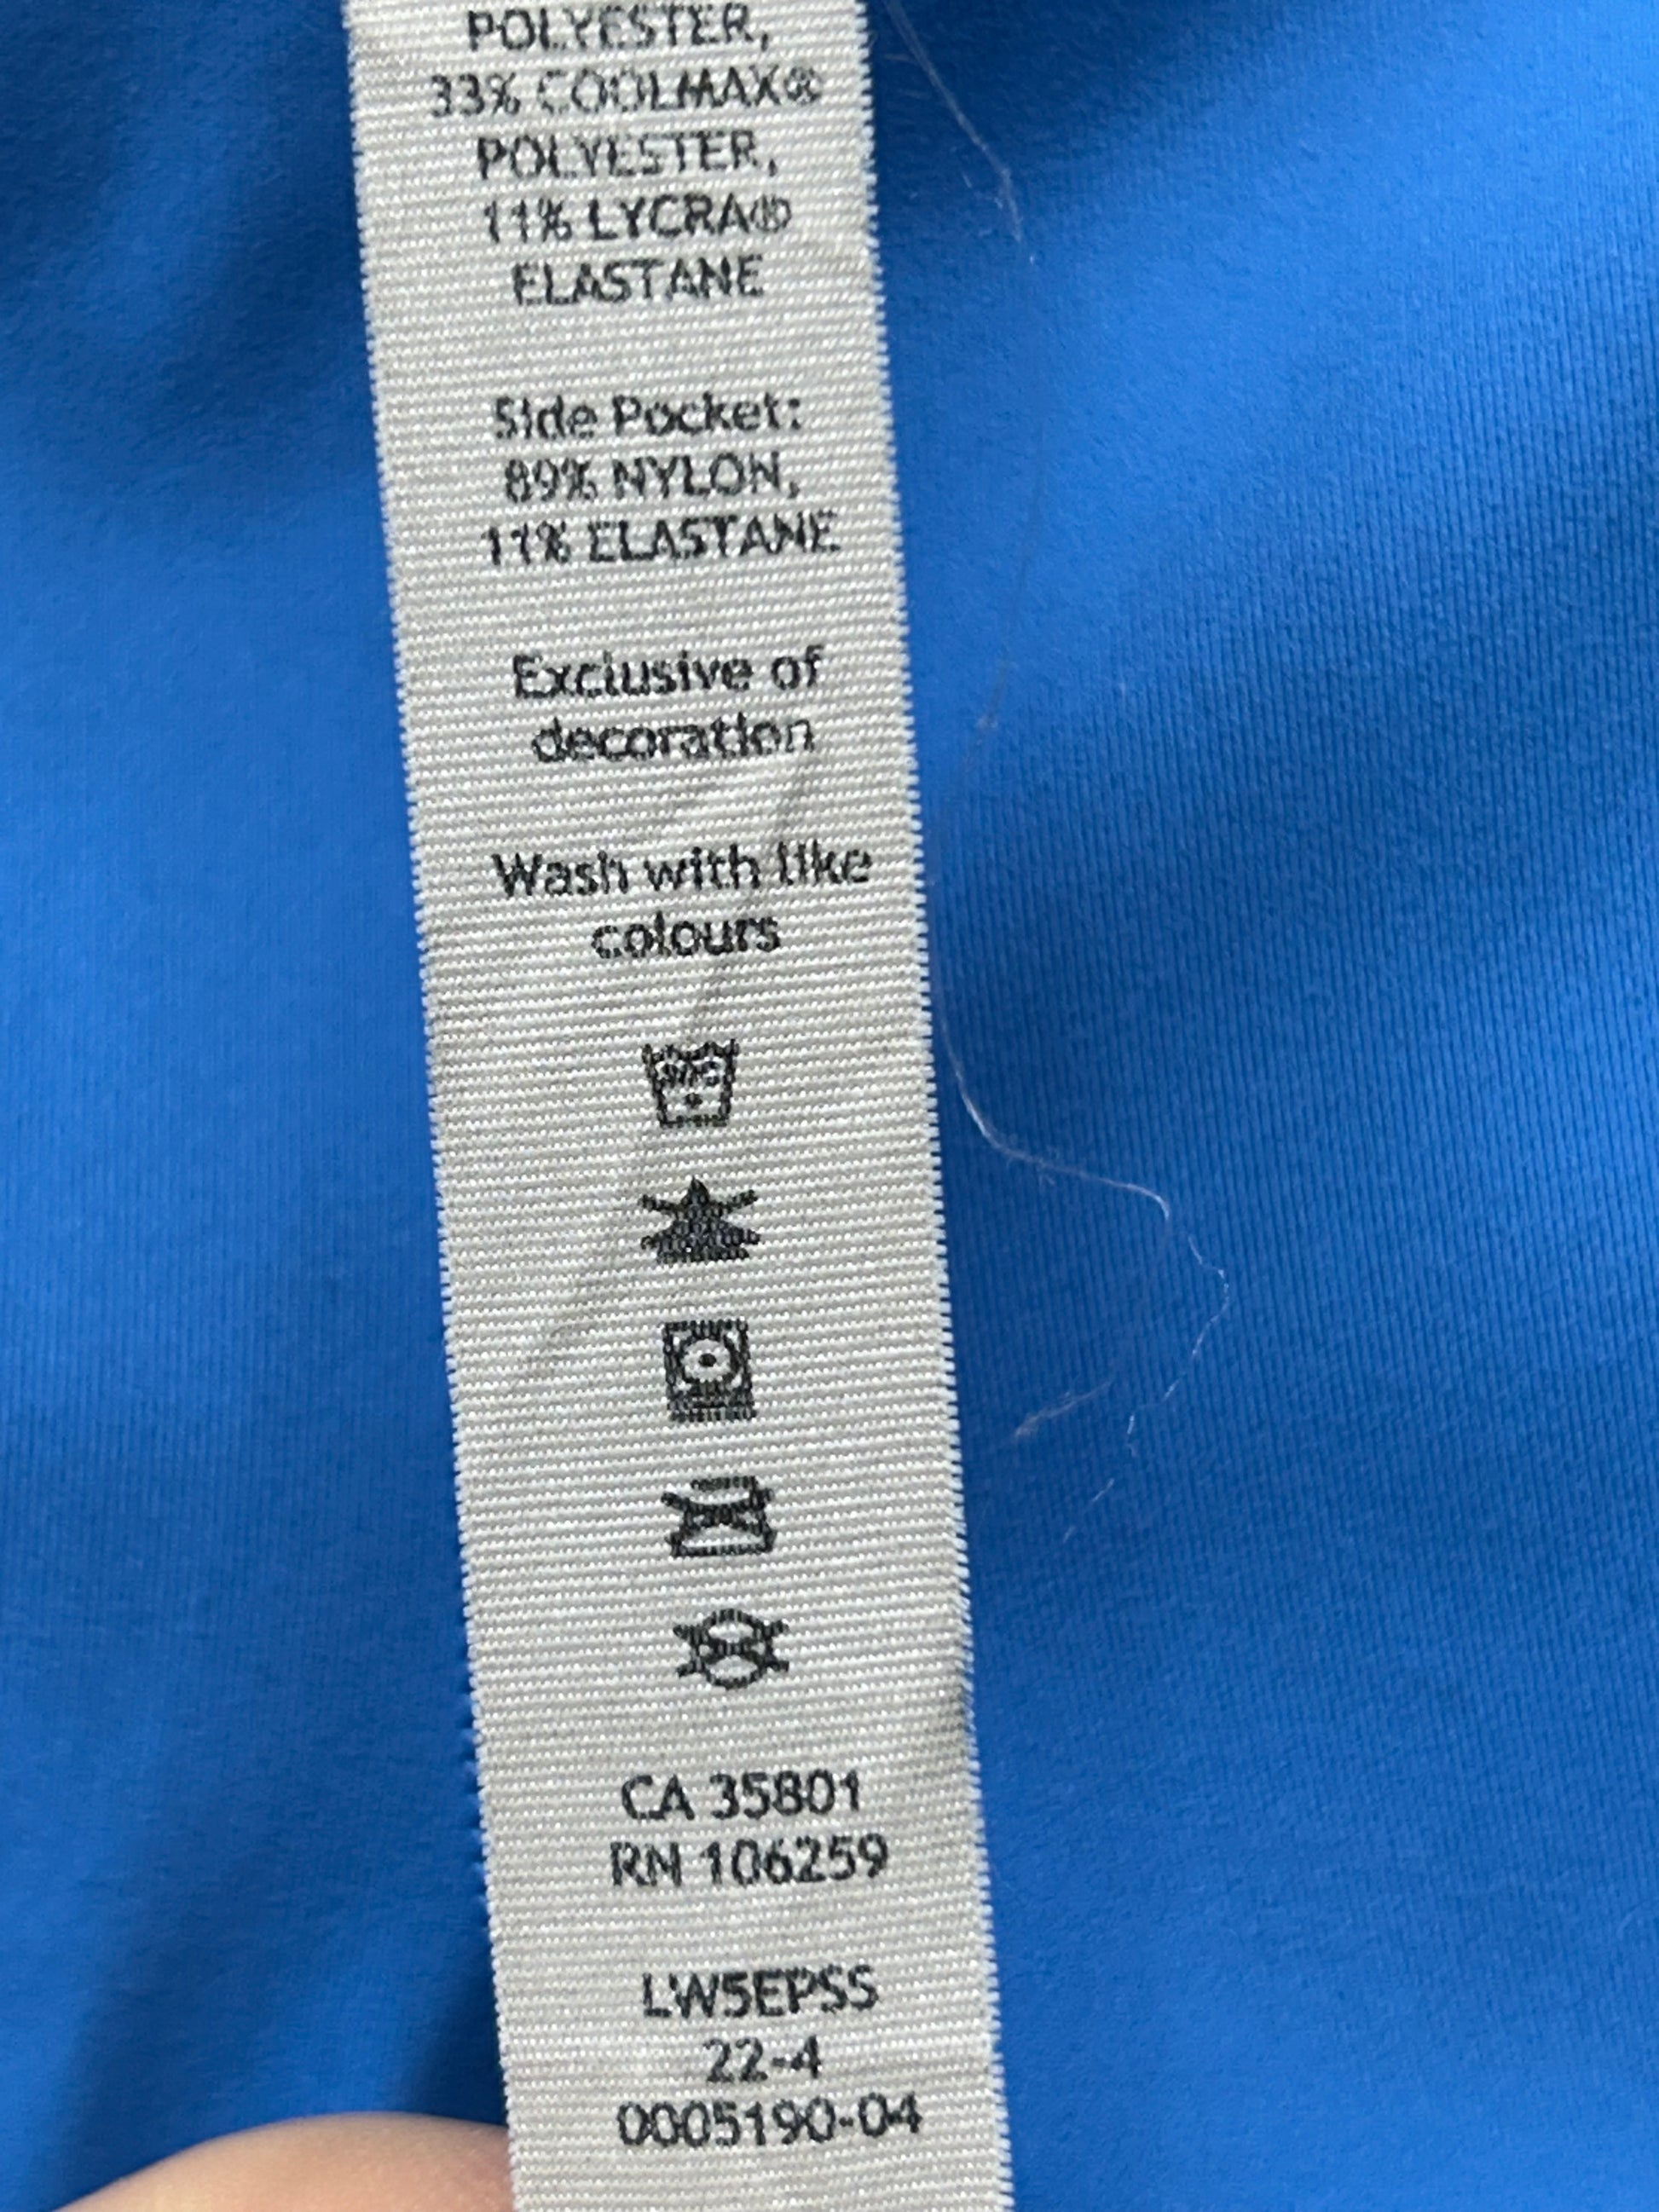 POLYESTER,
33% COOLMAX®
POLYESTER,
11% LYCRA®
ELASTANE
Side Pocket:
89% NYLON,
11% ELASTANE
Exclusive of
decoration
Wash with like
colours
CA 35801
RN 106259
LW5EPSS
22-4
0005190-04